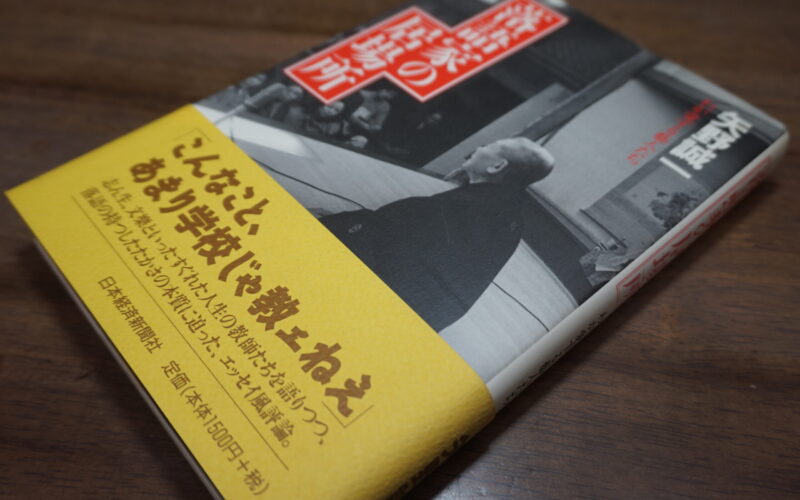 落語家の
居場所
矢野誠一
「こんなこと、
あまり学校じゃ教ェねえ」
志ん生、文楽といったすぐれた人生の教師たちを語りつつ、
落語の持つしたたかさの本質に迫った、エッセイ風評論。
日本経済新聞社 定価(本体1500円+税)